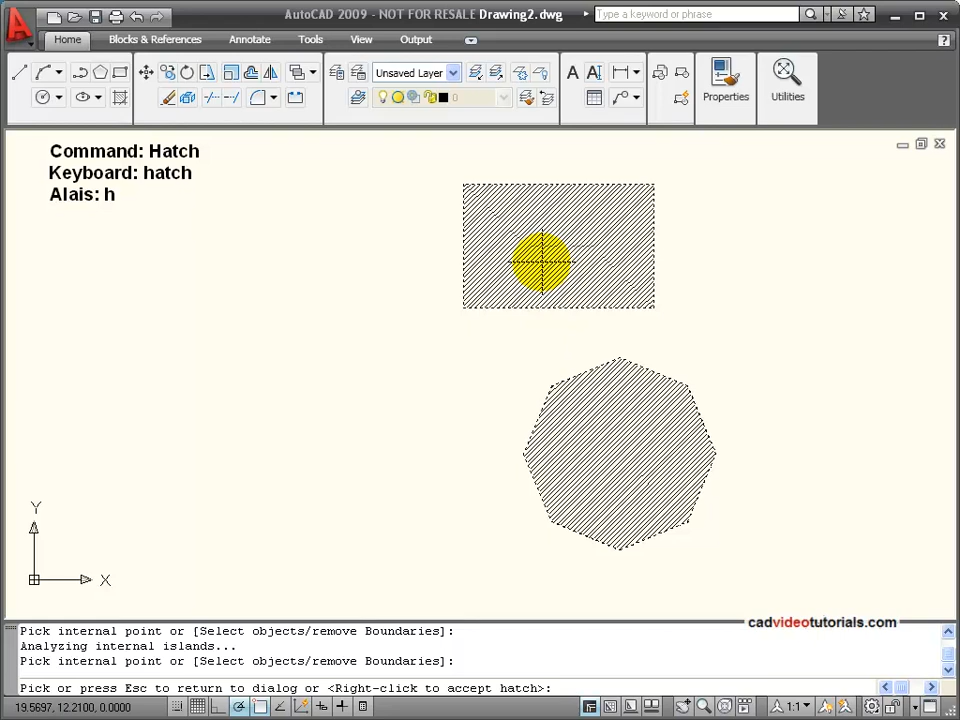 AutoCAD 2009 - NOT FOR RESALE Drawing2.dwg
Type a keyword or phrase
Home Blocks & References Annotate Tools View Output
Unsaved Layer
0
Properties
Utilities
Command: Hatch
Keyboard: hatch
Alais: h
Y
X
cadvideotutorials.com
Pick internal point or [Select objects/remove Boundaries]:
Analyzing internal islands...
Pick internal point or [Select objects/remove Boundaries]:
Pick or press Esc to return to dialog or <Right-click to accept hatch>:
19.5697, 12.2100, 0.0000
1:1